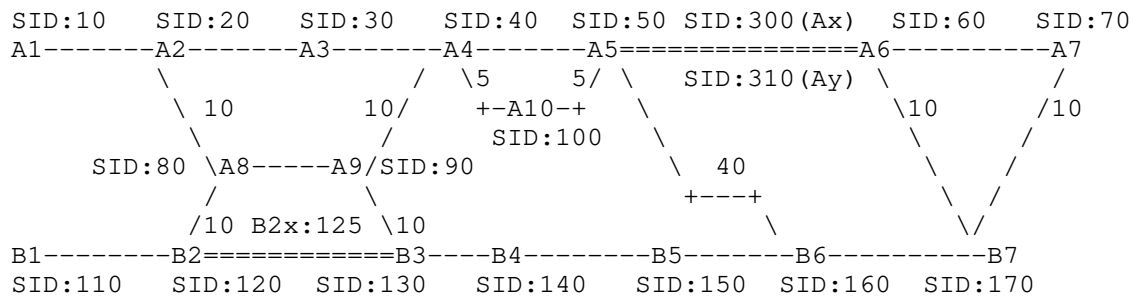 SID:10    SID:20   SID:30    SID:40  SID:50  SID:300(Ax)  SID:60   SID:70
A1-------A2-------A3-------A4-------A5===============A6----------A7
          \                /  \5      5/ \   SID:310(Ay) \          /
           \ 10         10/   +-A10-+   \               \10      /10
            \            /     SID:100    \               \      /
     SID:80 \A8-----A9/SID:90            \  40          \    /
            /         \                   +---+            \  /
           /10 B2x:125 \10                     \            \/
B1--------B2============B3----B4--------B5-------B6----------B7
SID:110   SID:120  SID:130  SID:140    SID:150  SID:160  SID:170